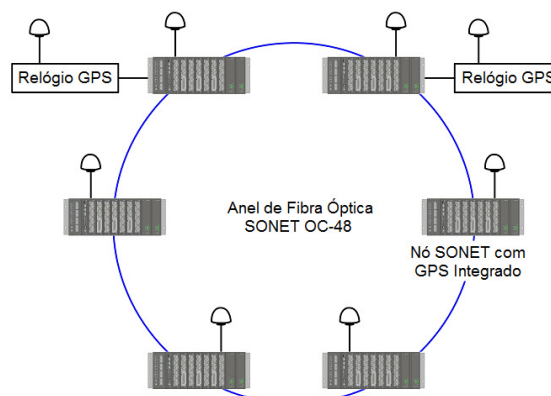 Relógio GPS
Relógio GPS
Anel de Fibra Óptica
SONET OC-48
Nó SONET com
GPS Integrado